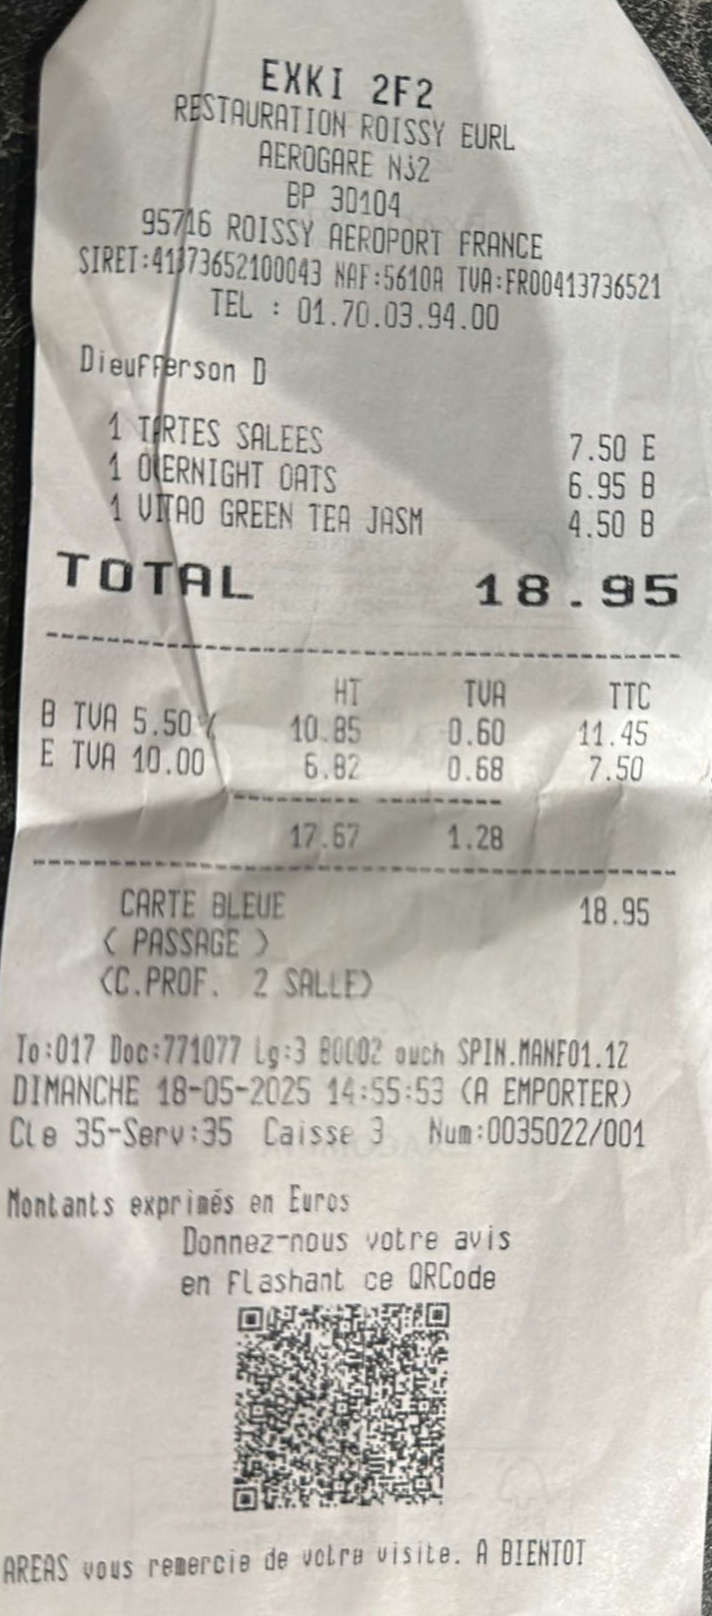 EXKI 2F2
RESTAURATION ROISSY EURL
AEROGARE Nš2
BP 30104
95716 ROISSY AEROPORT FRANCE
SIRET:41373652100043 NAF:5610A TVA:FR00413736521
TEL : 01.70.03.94.00
Dieufferson D
1 TARTES SALEES 7.50 E
1 OVERNIGHT OATS 6.95 B
1 VITAO GREEN TEA JASM 4.50 B
TOTAL 18.95
HT TVA TTC
B TVA 5.50% 10.85 0.60 11.45
E TVA 10.00 6.82 0.68 7.50
17.67 1.28
CARTE BLEUE 18.95
( PASSAGE )
(C.PROF. 2 SALLE)
To:017 Doc:771077 Lg:3 B0002 ouch SPIN.MANF01.12
DIMANCHE 18-05-2025 14:55:53 (A EMPORTER)
Cle 35-Serv:35 Caisse 3 Num:0035022/001
Montants exprimés en Euros
Donnez-nous votre avis
en flashant ce QRCode
AREAS vous remercie de votre visite. A BIENTOT